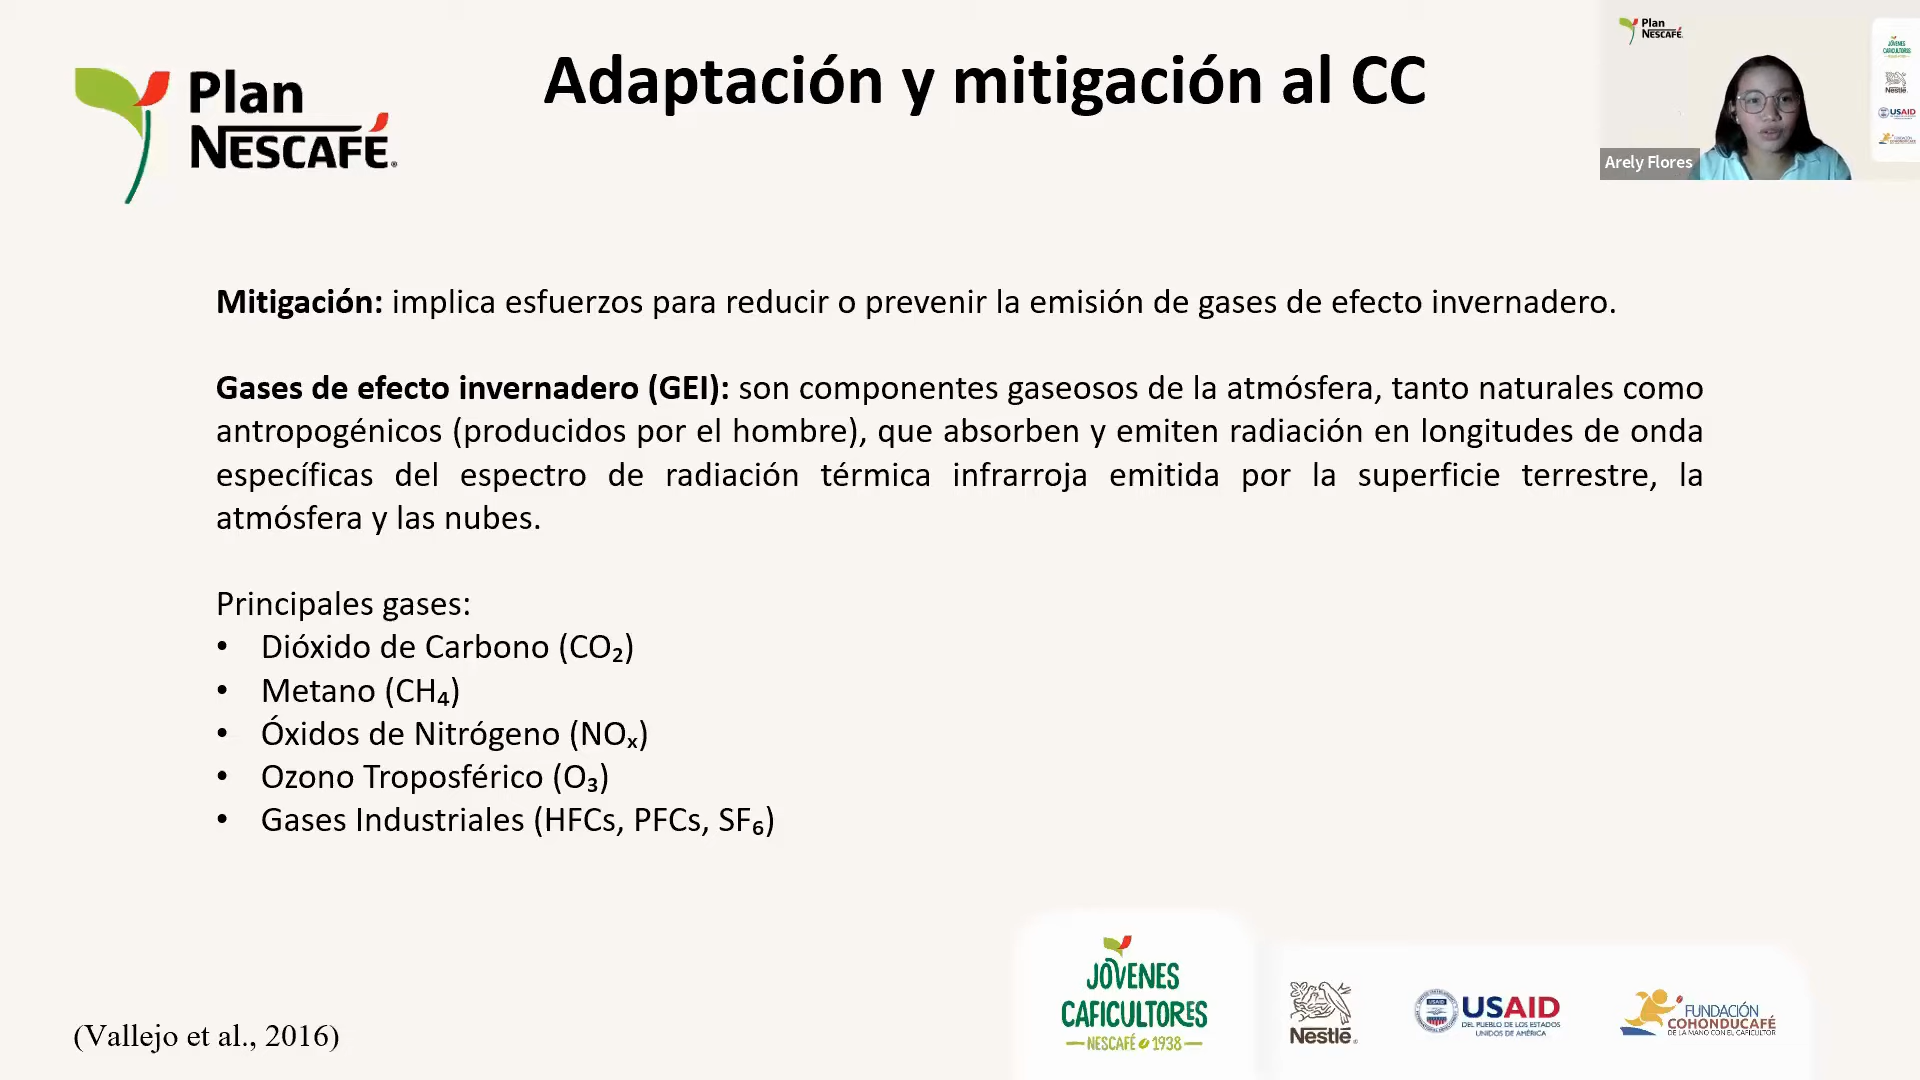 Plan
NESCAFÉ.
Adaptación y mitigación al CC
Plan
NESCAFÉ.
JÓVENES
CAFICULTORES
Nestlé
USAID
Arely Flores
Mitigación: implica esfuerzos para reducir o prevenir la emisión de gases de efecto invernadero.
Gases de efecto invernadero (GEI): son componentes gaseosos de la atmósfera, tanto naturales como
antropogénicos (producidos por el hombre), que absorben y emiten radiación en longitudes de onda
específicas del espectro de radiación térmica infrarroja emitida por la superficie terrestre, la
atmósfera y las nubes.
Principales gases:
• Dióxido de Carbono (CO₂)
• Metano (CH₄)
• Óxidos de Nitrógeno (NOₓ)
• Ozono Troposférico (O₃)
• Gases Industriales (HFCs, PFCs, SF₆)
(Vallejo et al., 2016)
JÓVENES
CAFICULTORES
NESCAFÉ 1938
Nestlé
USAID
DEL PUEBLO DE LOS ESTADOS
UNIDOS DE AMÉRICA
FUNDACIÓN
COHONDUCAFÉ
DE LA MANO CON EL CAFICULTOR